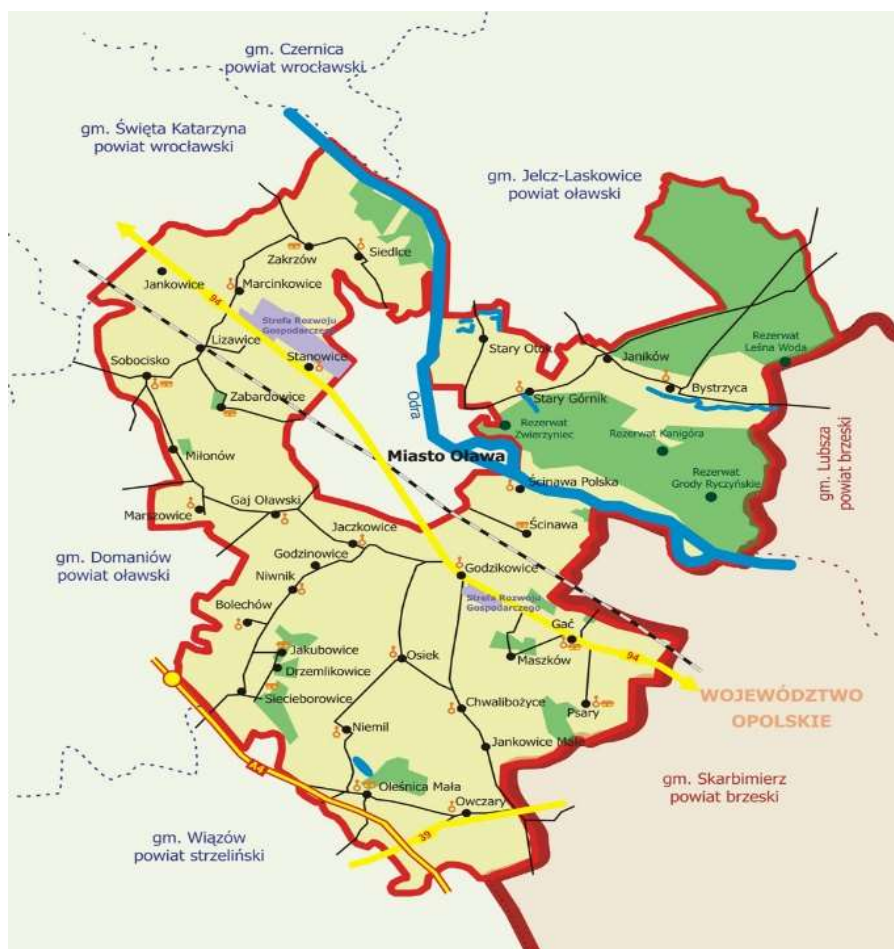 gm. Czernica
powiat wrocławski
gm. Święta Katarzyna
powiat wrocławski
gm. Jelcz-Laskowice
powiat oławski
Zakrzów
Siedlce
Jankowice
Marcinkowice
94
Strefa Rozwoju
Gospodarczego
Lizawice
Stanowice
Sobocisko
Zabardowice
Stary Otok
Janików
Rezerwat
Leśna Woda
Bystrzyca
Stary Górnik
Odra
Rezerwat
Zwierzyniec
Rezerwat Kanigóra
Miasto Oława
Rezerwat
Grody Ryczyńskie
gm. Lubsza
powiat brzeski
Miłonów
Marszowice
Gaj Oławski
Ścinawa Polska
Ścinawa
Jaczkowice
gm. Domaniów
powiat oławski
Godzinowice
Niwnik
Godzikowice
Strefa Rozwoju
Gospodarczego
Bolechów
Gać
Jakubowice
Osiek
Maszków
94
Drzemlikowice
Siecieborowice
Chwalibożyce
Psary
WOJEWÓDZTWO
OPOLSKIE
Niemil
Jankowice Małe
A4
Oleśnica Mała
Owczary
gm. Skarbimierz
powiat brzeski
39
gm. Wiązów
powiat strzeliński